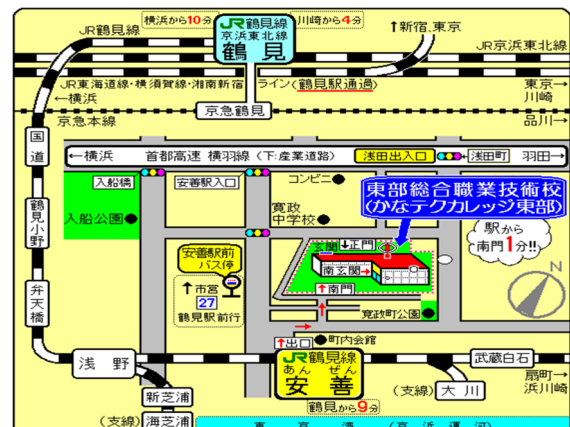 横浜から10分
JR鶴見線
京浜東北線
鶴見
川崎から4分
↑新宿、東京
JR鶴見線
JR京浜東北線
JR東海道線・横須賀線・湘南新宿
ライン(鶴見駅通過)
東京→
川崎
←横浜
京急鶴見
京急本線
品川→
国道
←横浜 首都高速 横羽線 (下:産業道路)
浅田出入口
浅田町
羽田→
入船橋
安善駅入口
コンビニ
東部総合職業技術校
(かなテクカレッジ東部)
鶴見小野
入船公園
寛政
中学校
駅から
南門1分!!
玄関
↓正門
安善駅前
バス停
南玄関→
N
↑市営
27
鶴見駅前行
↑南門
弁天橋
寛政町公園
↑出口
町内会館
浅野
JR鶴見線
あん ぜん
安善
武蔵白石
扇町→
浜川崎
新芝浦
(支線)
大川
鶴見から9分
(支線)
海芝浦
東京湾(京浜運河)